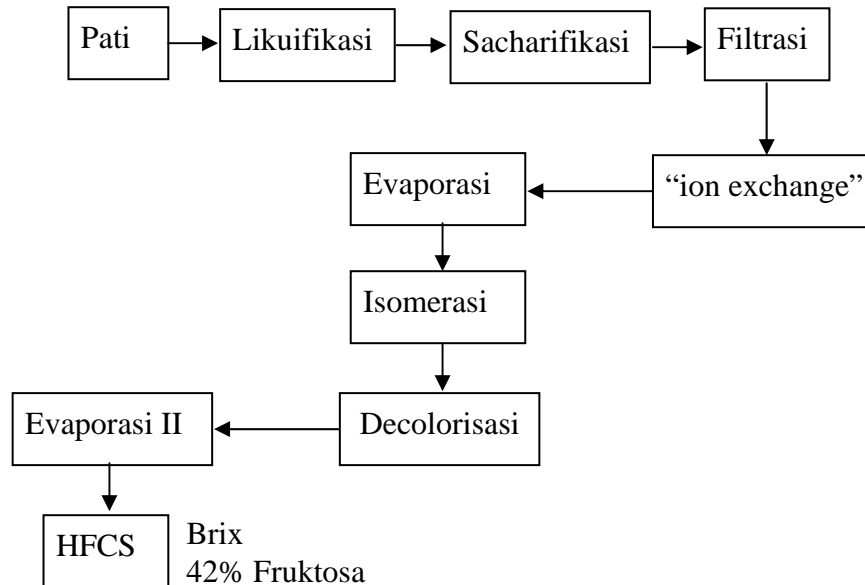 Pati
Likuifikasi
Sacharifikasi
Filtrasi
“ion exchange”
Evaporasi
Isomerasi
Decolorisasi
Evaporasi II
HFCS
Brix
42% Fruktosa